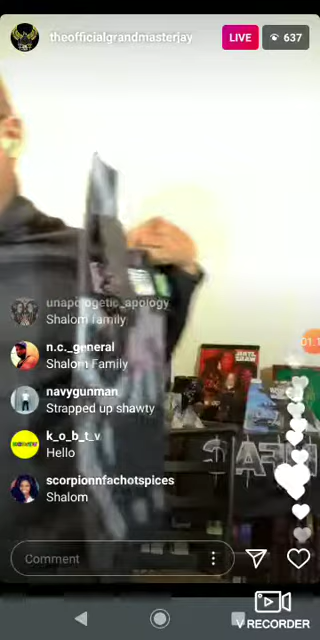 theofficialgrandmasterjay
LIVE
637
unapologetic_apology
Shalom family
n.c._general
Shalom Family
navygunman
Strapped up shawty
k_o_b_t_v
Hello
scorpionnfachotspices
Shalom
Comment
V RECORDER